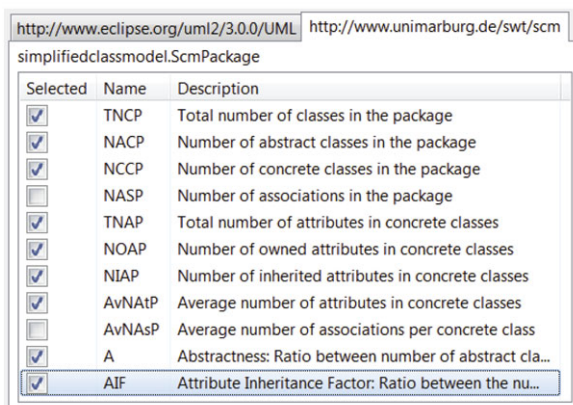 http://www.eclipse.org/uml2/3.0.0/UML http://www.unimarburg.de/swt/scm
simplifiedclassmodel.ScmPackage
Selected Name Description
TNCP Total number of classes in the package
NACP Number of abstract classes in the package
NCCP Number of concrete classes in the package
NASP Number of associations in the package
TNAP Total number of attributes in concrete classes
NOAP Number of owned attributes in concrete classes
NIAP Number of inherited attributes in concrete classes
AvNAtP Average number of attributes in concrete classes
AvNAsP Average number of associations per concrete class
A Abstractness: Ratio between number of abstract cla...
AIF Attribute Inheritance Factor: Ratio between the nu...